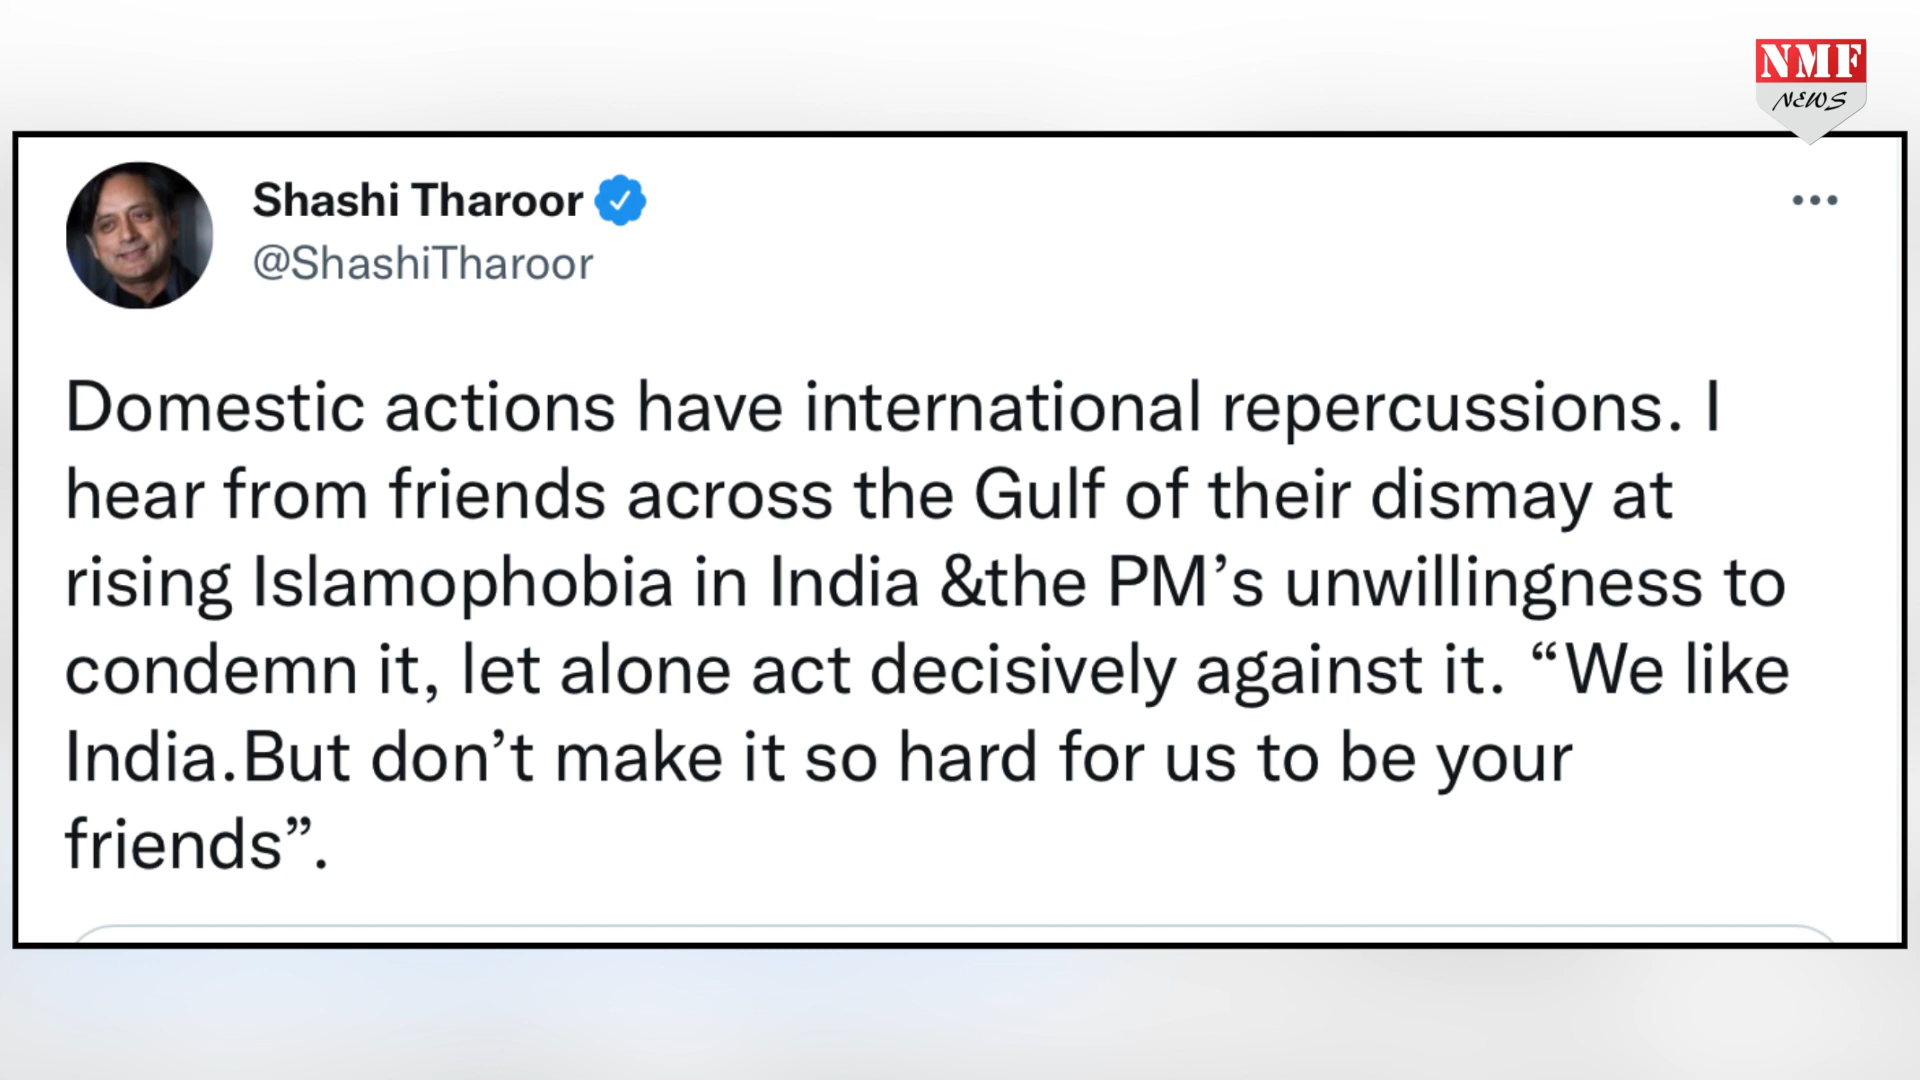 NMF
NEWS
Shashi Tharoor
@ShashiTharoor
Domestic actions have international repercussions. I
hear from friends across the Gulf of their dismay at
rising Islamophobia in India &the PM’s unwillingness to
condemn it, let alone act decisively against it. “We like
India.But don’t make it so hard for us to be your
friends”.